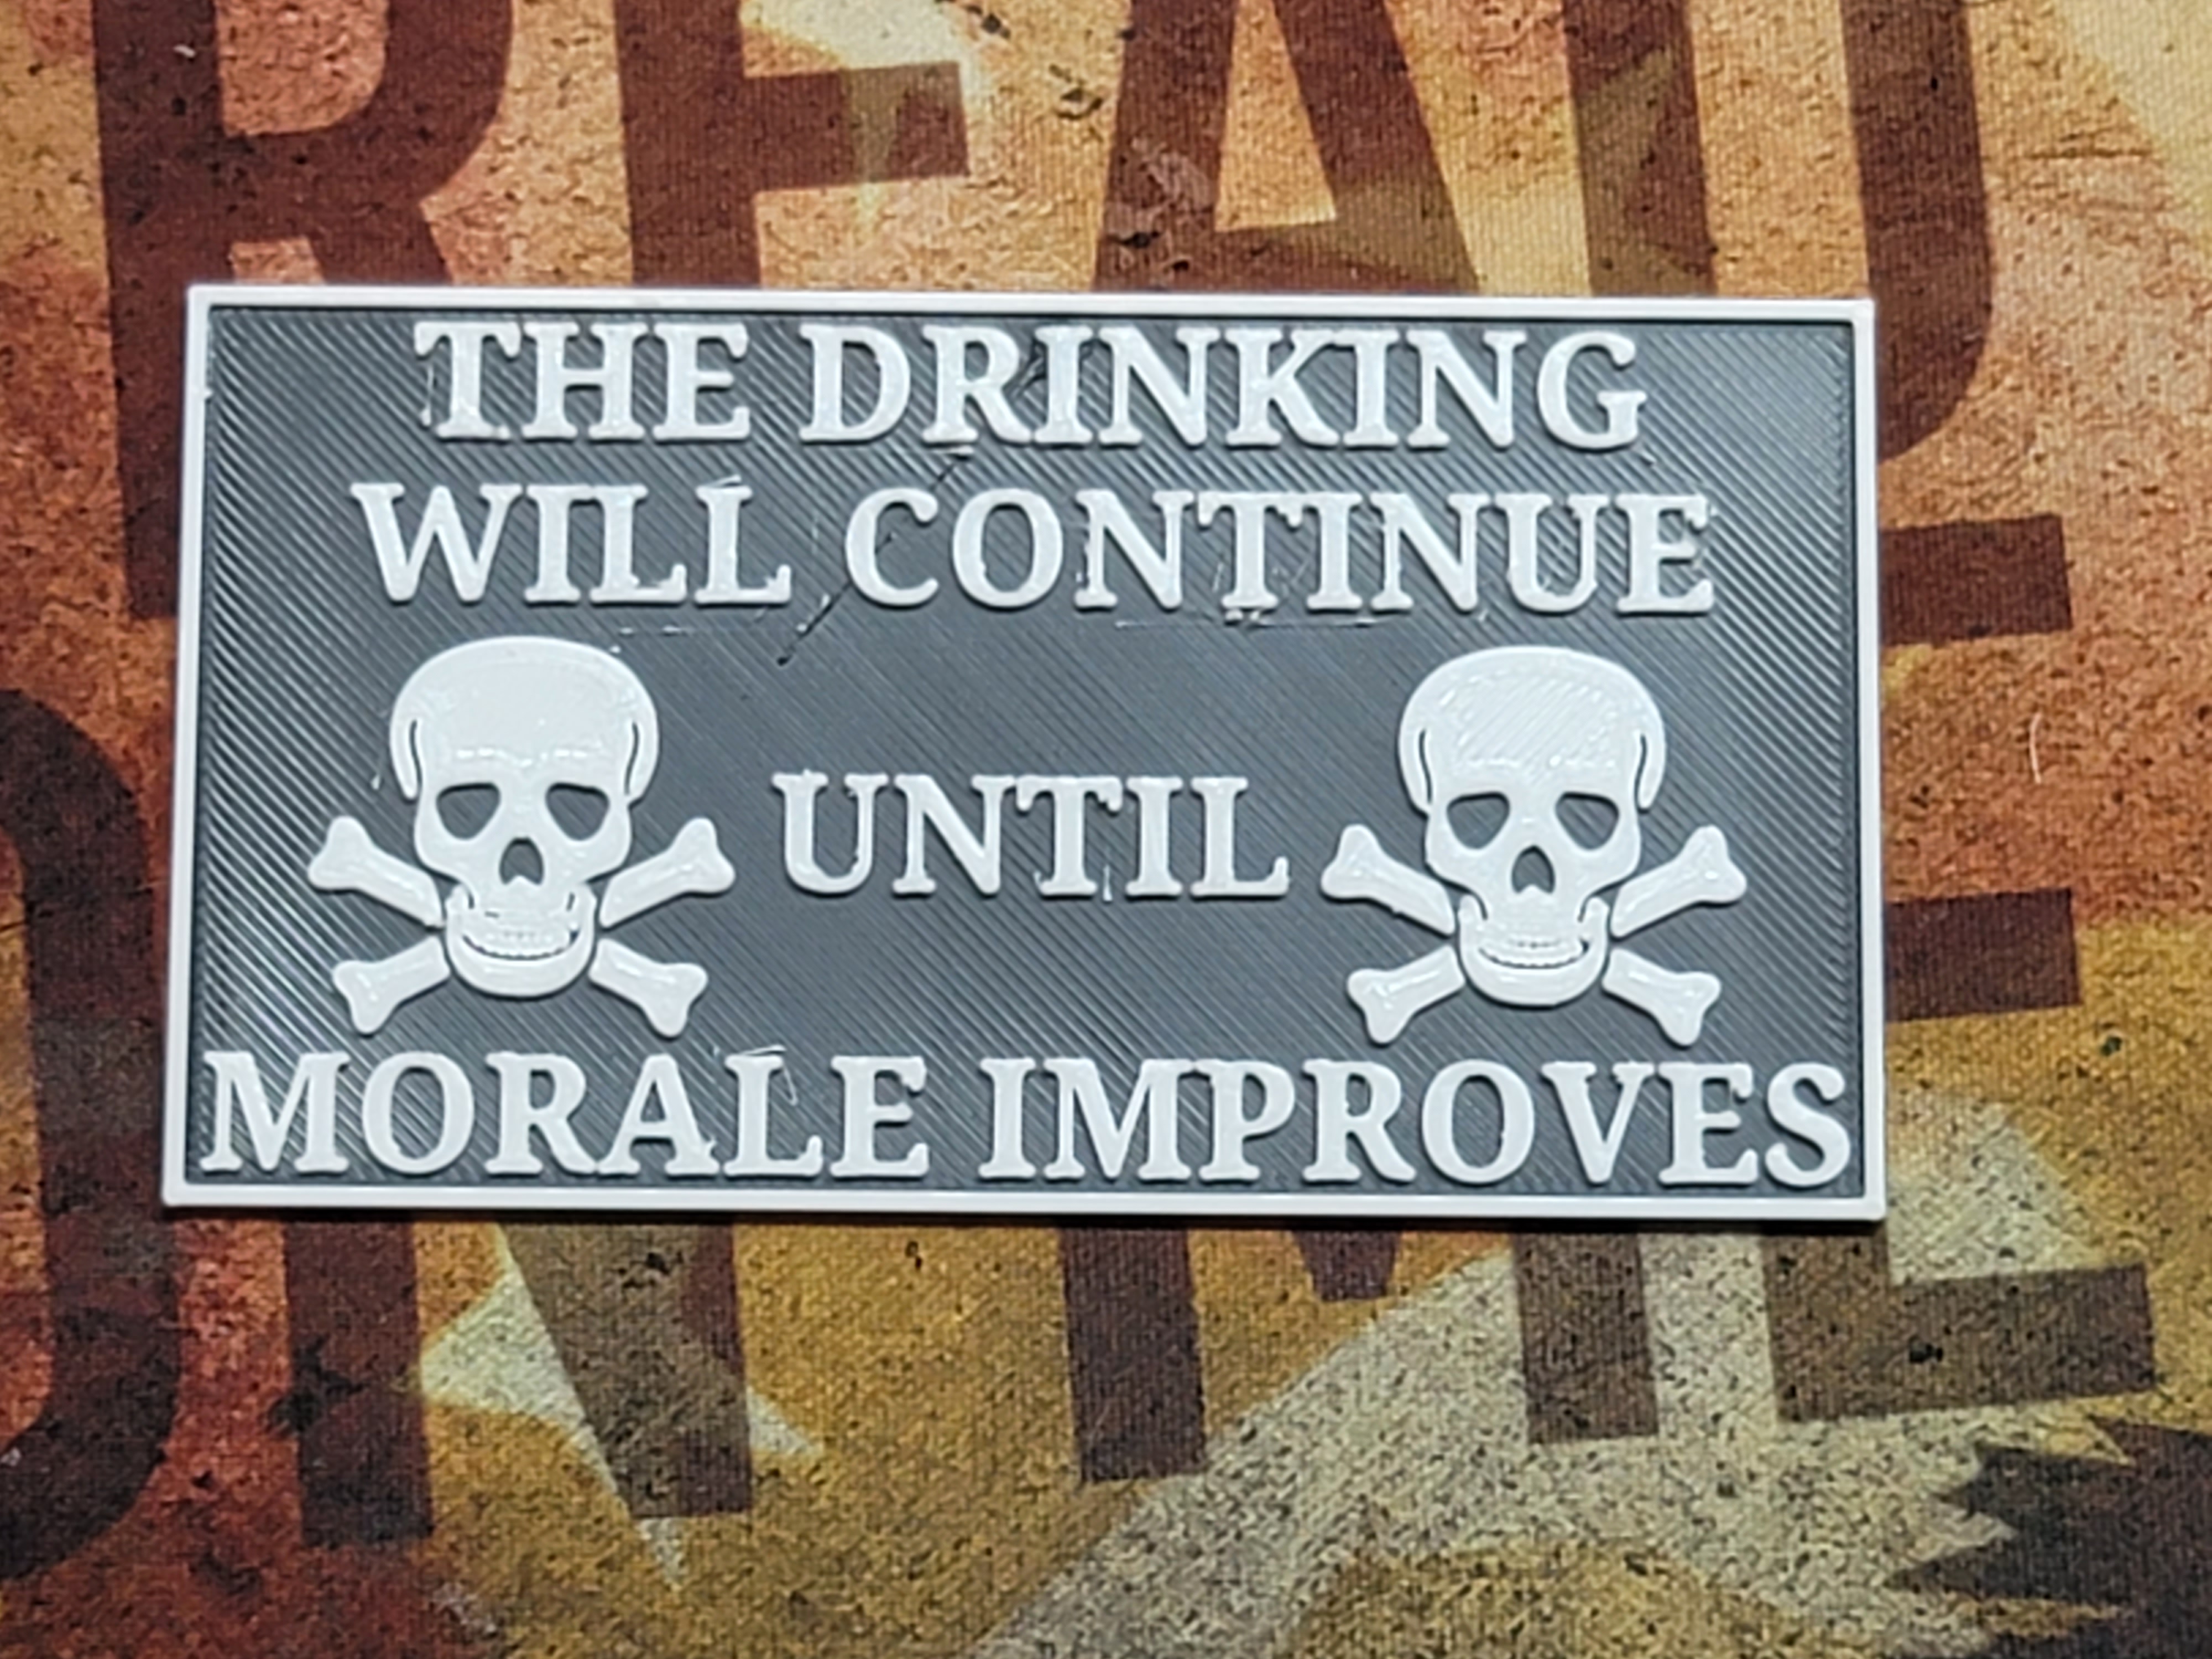 THE DRINKING
WILL CONTINUE
UNTIL
MORALE IMPROVES